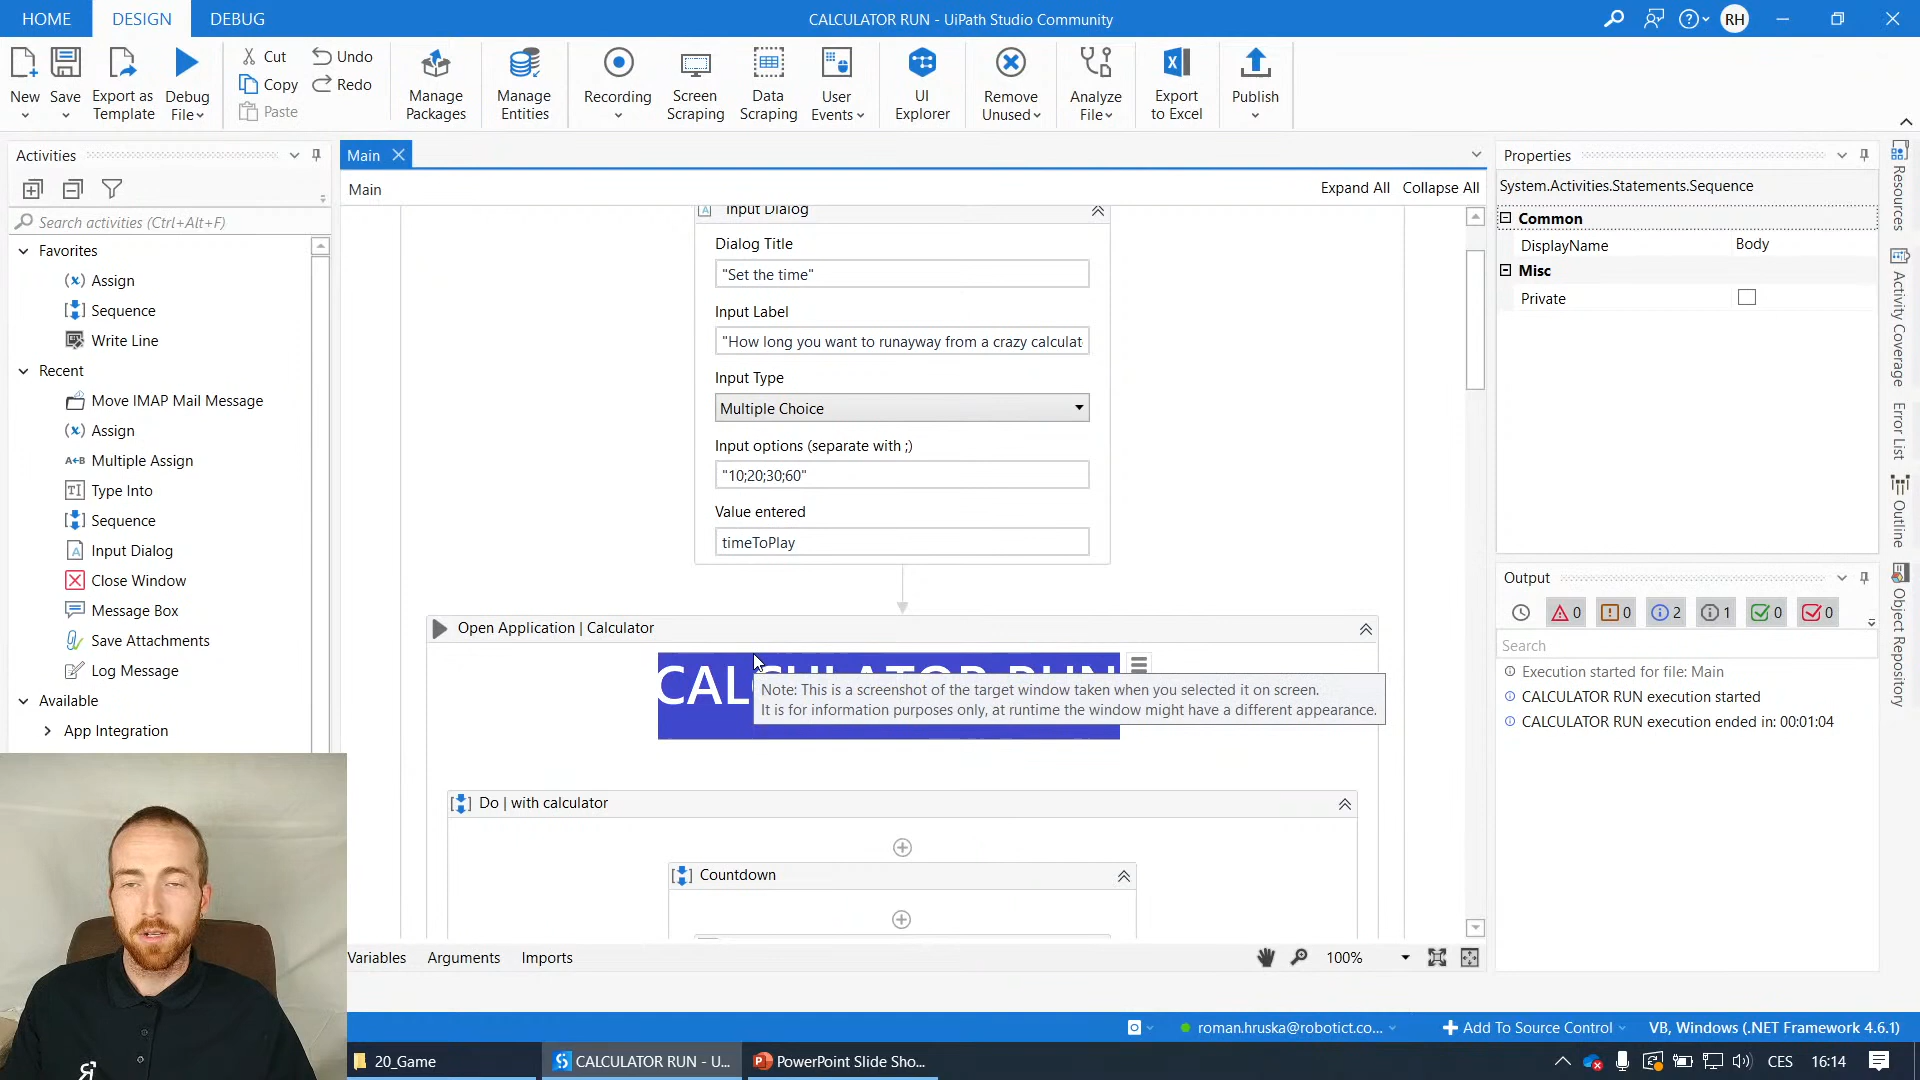 HOME DESIGN DEBUG
CALCULATOR RUN - UiPath Studio Community
RH
New
Save
Export as Template
Debug File
Cut
Copy
Paste
Undo
Redo
Manage Packages
Manage Entities
Recording
Screen Scraping
Data Scraping
User Events
UI Explorer
Remove Unused
Analyze File
Export to Excel
Publish
Activities
Search activities (Ctrl+Alt+F)
Favorites
Assign
Sequence
Write Line
Recent
Move IMAP Mail Message
Assign
Multiple Assign
Type Into
Sequence
Input Dialog
Close Window
Message Box
Save Attachments
Log Message
Available
App Integration
Main
Main
Expand All Collapse All
Input Dialog
Dialog Title
"Set the time"
Input Label
"How long you want to runayway from a crazy calculat
Input Type
Multiple Choice
Input options (separate with ;)
"10;20;30;60"
Value entered
timeToPlay
Open Application | Calculator
CALCULATOR RUN
Note: This is a screenshot of the target window taken when you selected it on screen.
It is for information purposes only, at runtime the window might have a different appearance.
Do | with calculator
Countdown
Variables Arguments Imports
100%
Properties
System.Activities.Statements.Sequence
Common
DisplayName Body
Misc
Private
Output
0 0 2 1 0 0
Search
Execution started for file: Main
CALCULATOR RUN execution started
CALCULATOR RUN execution ended in: 00:01:04
Resources
Activity Coverage
Error List
Outline
Object Repository
roman.hruska@robotict.co...
Add To Source Control
VB, Windows (.NET Framework 4.6.1)
20_Game
CALCULATOR RUN - U...
PowerPoint Slide Sho...
CES
16:14